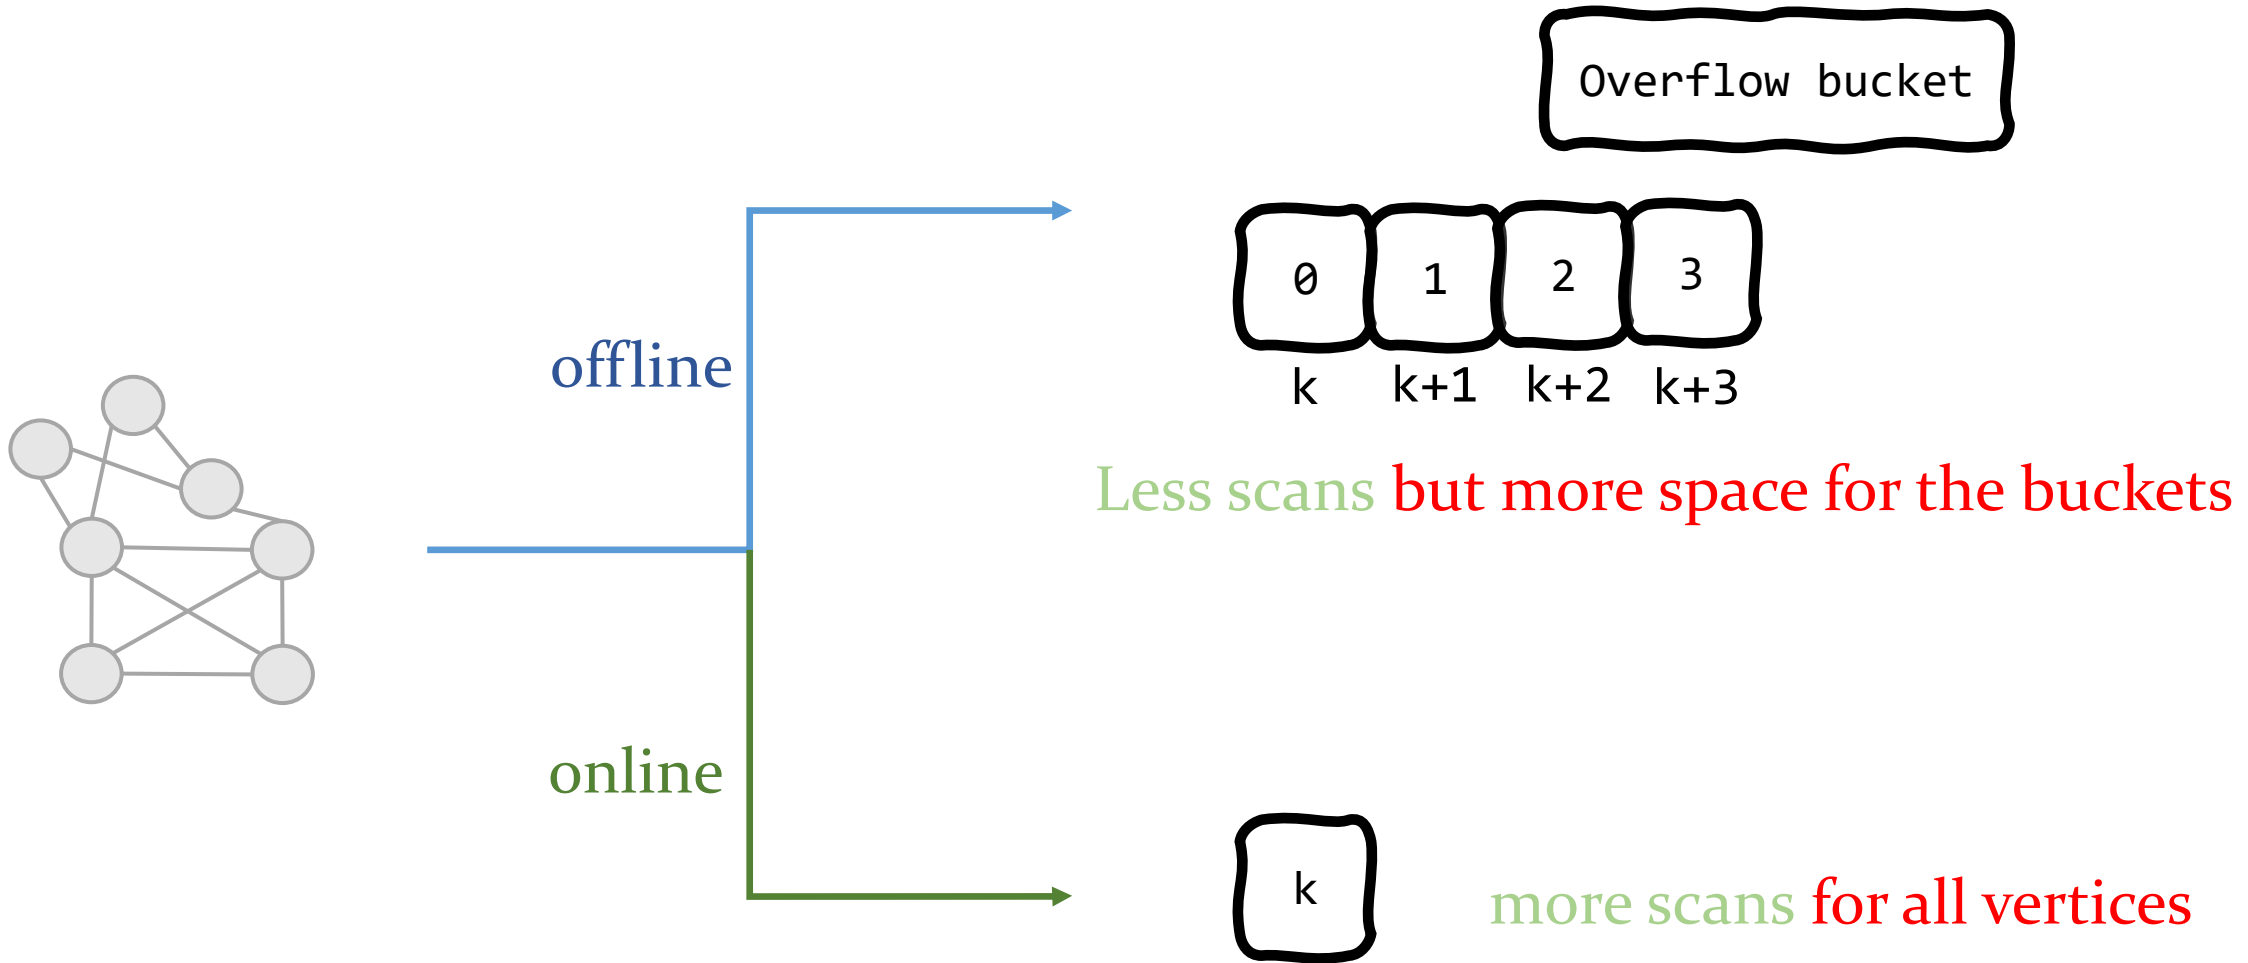 Overflow bucket
0 1 2 3
k k+1 k+2 k+3
offline
Less scans but more space for the buckets
online
k
more scans for all vertices